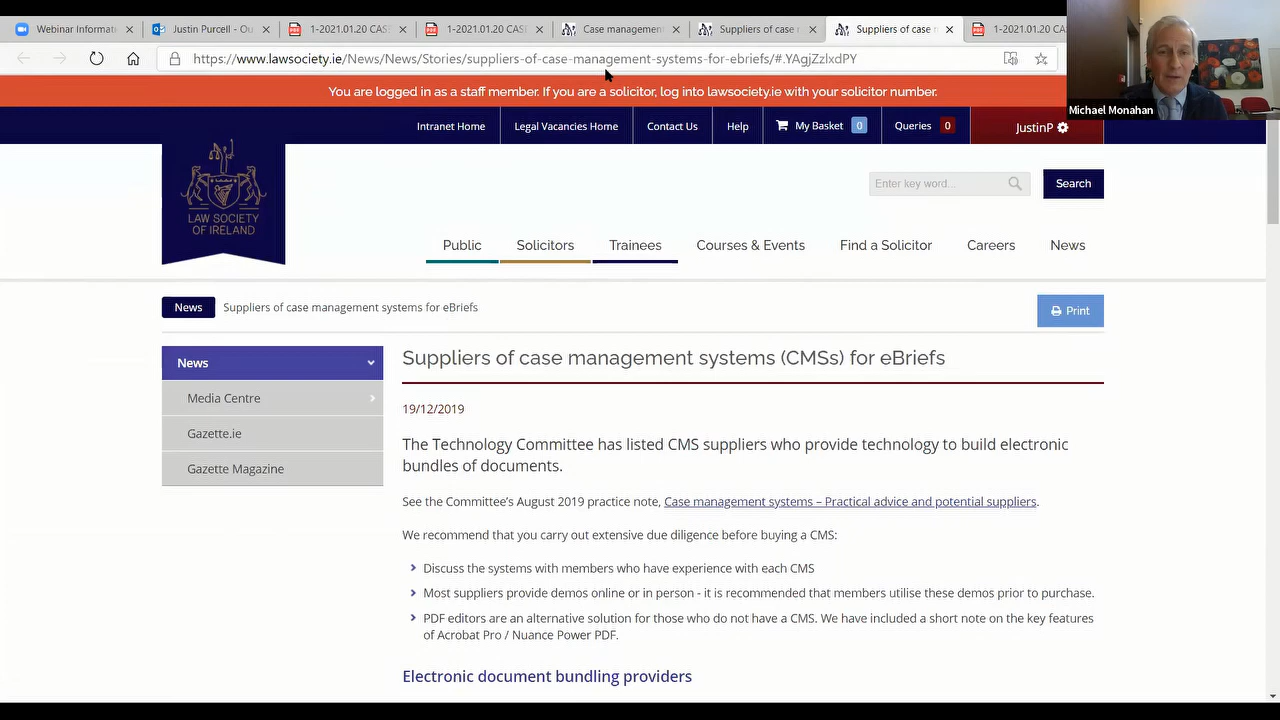 Webinar Informat
Justin Purcell - Ou
1-2021.01.20 CAS
1-2021.01.20 CASE
Case management
Suppliers of case m
Suppliers of case m
1-2021.01.20 CA
https://www.lawsociety.ie/News/News/Stories/suppliers-of-case-management-systems-for-ebriefs/#.YAgjZzlxdPY
Michael Monahan
You are logged in as a staff member. If you are a solicitor, log into lawsociety.ie with your solicitor number.
Intranet Home
Legal Vacancies Home
Contact Us
Help
My Basket 0
Queries 0
JustinP
LAW SOCIETY
OF IRELAND
Enter key word...
Search
Public
Solicitors
Trainees
Courses & Events
Find a Solicitor
Careers
News
News
Suppliers of case management systems for eBriefs
Print
News
Media Centre
Gazette.ie
Gazette Magazine
Suppliers of case management systems (CMSs) for eBriefs
19/12/2019
The Technology Committee has listed CMS suppliers who provide technology to build electronic
bundles of documents.
See the Committee's August 2019 practice note, Case management systems – Practical advice and potential suppliers.
We recommend that you carry out extensive due diligence before buying a CMS:
Discuss the systems with members who have experience with each CMS
Most suppliers provide demos online or in person - it is recommended that members utilise these demos prior to purchase.
PDF editors are an alternative solution for those who do not have a CMS. We have included a short note on the key features
of Acrobat Pro / Nuance Power PDF.
Electronic document bundling providers